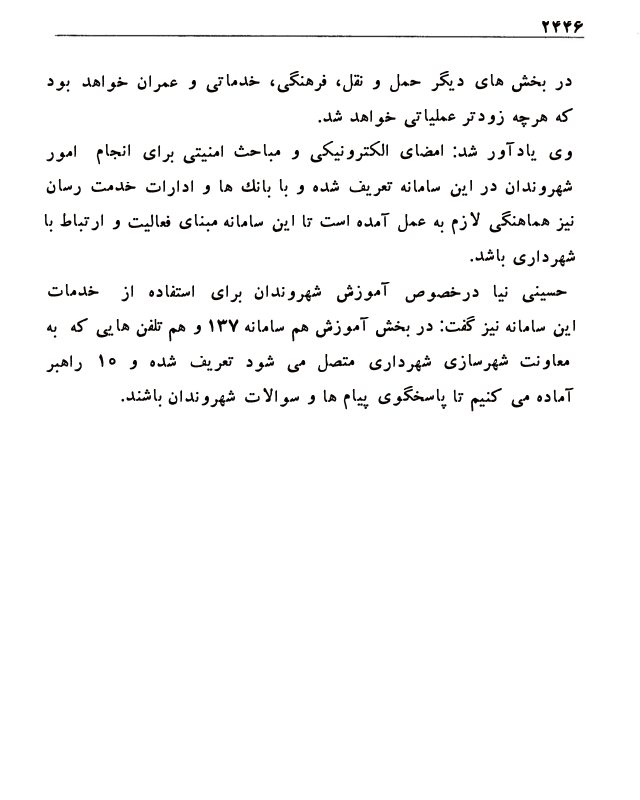 ۲۴۴۶
در بخش های دیگر حمل و نقل، فرهنگی، خدماتی و عمران خواهد بود
که هرچه زودتر عملیاتی خواهد شد.
وی یادآور شد: امضای الکترونیکی و مباحث امنیتی برای انجام امور
شهروندان در این سامانه تعریف شده و با بانك ها و ادارات خدمت رسان
نیز هماهنگی لازم به عمل آمده است تا این سامانه مبنای فعالیت و ارتباط با
شهرداری باشد.
حسینی نیا درخصوص آموزش شهروندان برای استفاده از خدمات
این سامانه نیز گفت: در بخش آموزش هم سامانه ۱۳۷ و هم تلفن هایی که به
معاونت شهرسازی شهرداری متصل می شود تعریف شده و ۱۰ راهبر
آماده می کنیم تا پاسخگوی پیام ها و سوالات شهروندان باشند.